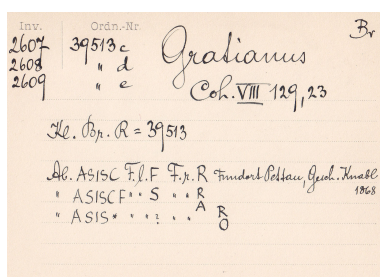 Inv. Ordn.-Nr. Br
2607 39513 c Gratianus
2608 " d
2609 " e Coh. VIII 129, 23
Kl. Br. R = 39513
Ab. ASISC F.l. F F.r. R Fundort Pettau, Gesch. Knabl
" ASISCF " " S " " R 1868
" ASIS* " " ? " " A R
O